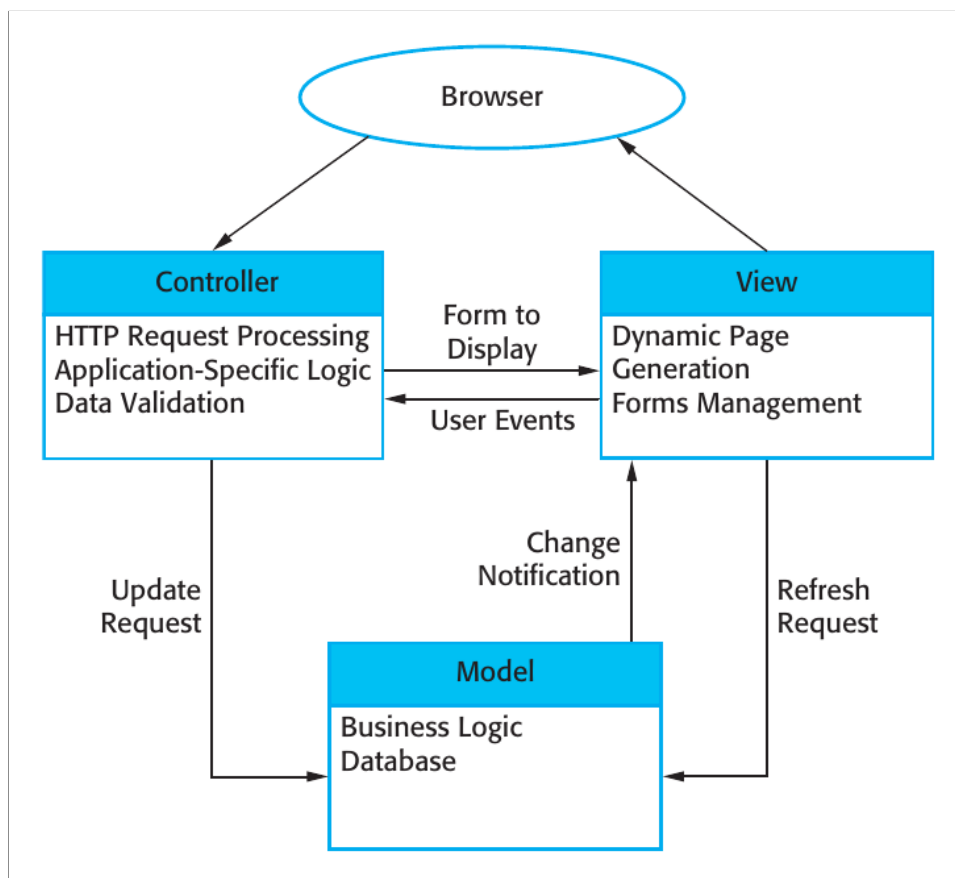 Browser
Controller
HTTP Request Processing
Application-Specific Logic
Data Validation
Form to
Display
User Events
View
Dynamic Page
Generation
Forms Management
Update
Request
Change
Notification
Refresh
Request
Model
Business Logic
Database